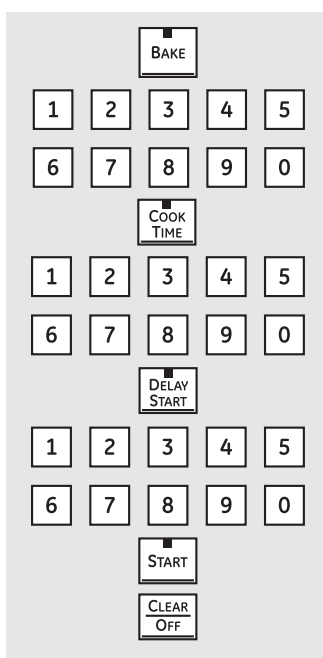 BAKE
1 2 3 4 5
6 7 8 9 0
COOK
TIME
1 2 3 4 5
6 7 8 9 0
DELAY
START
1 2 3 4 5
6 7 8 9 0
START
CLEAR
OFF